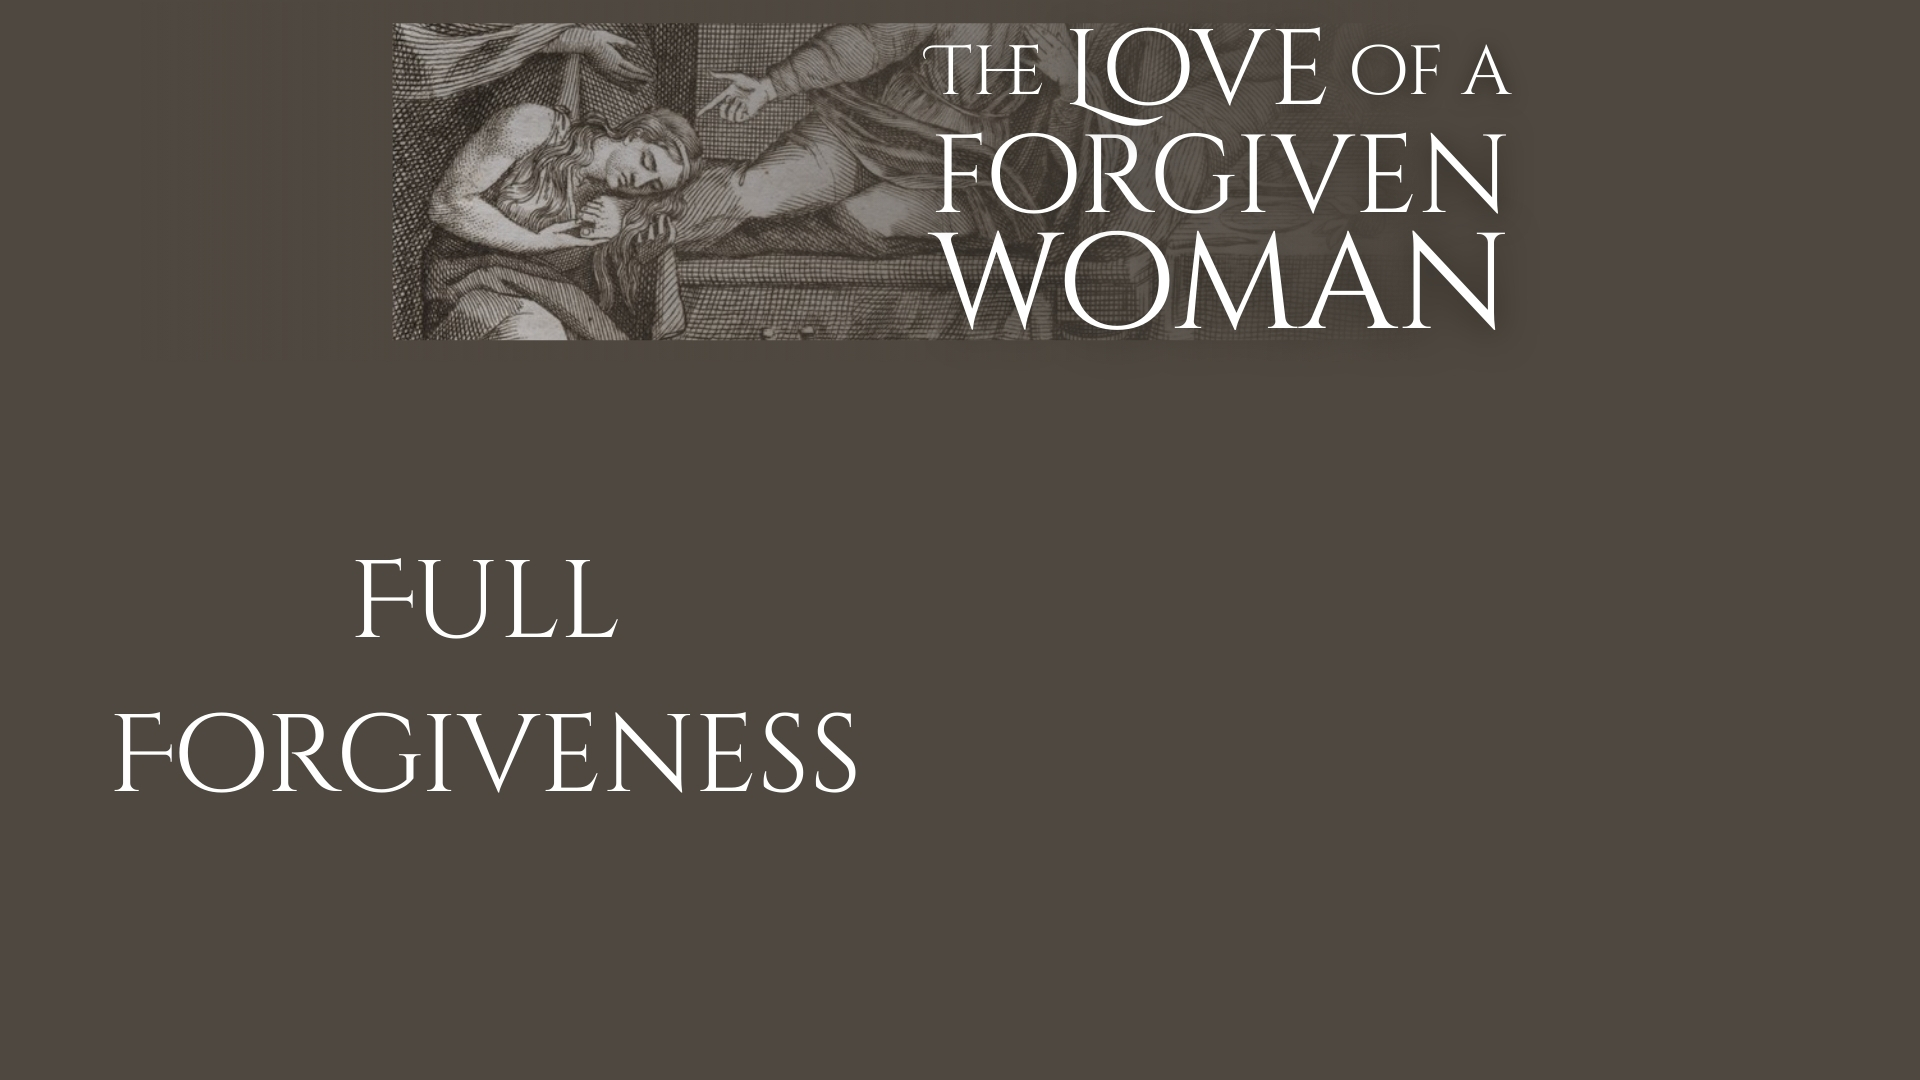 THE LOVE OF A
FORGIVEN
WOMAN
FULL
FORGIVENESS